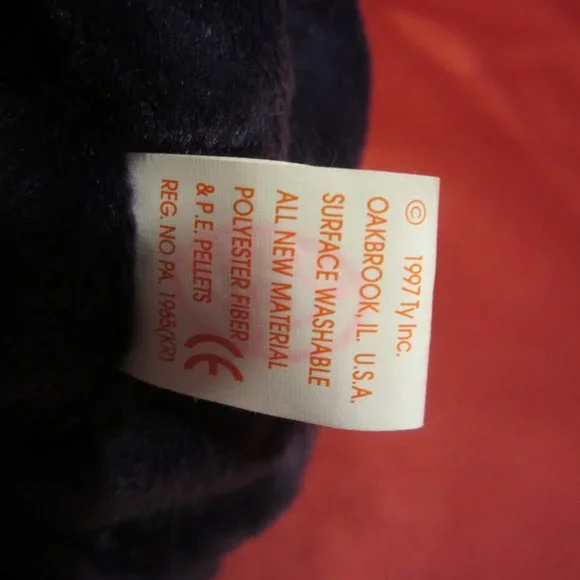 © 1997 Ty Inc.
OAKBROOK, IL. U.S.A.
SURFACE WASHABLE
ALL NEW MATERIAL
POLYESTER FIBER
& P.E. PELLETS CE
REG. NO PA. 1965(KR)